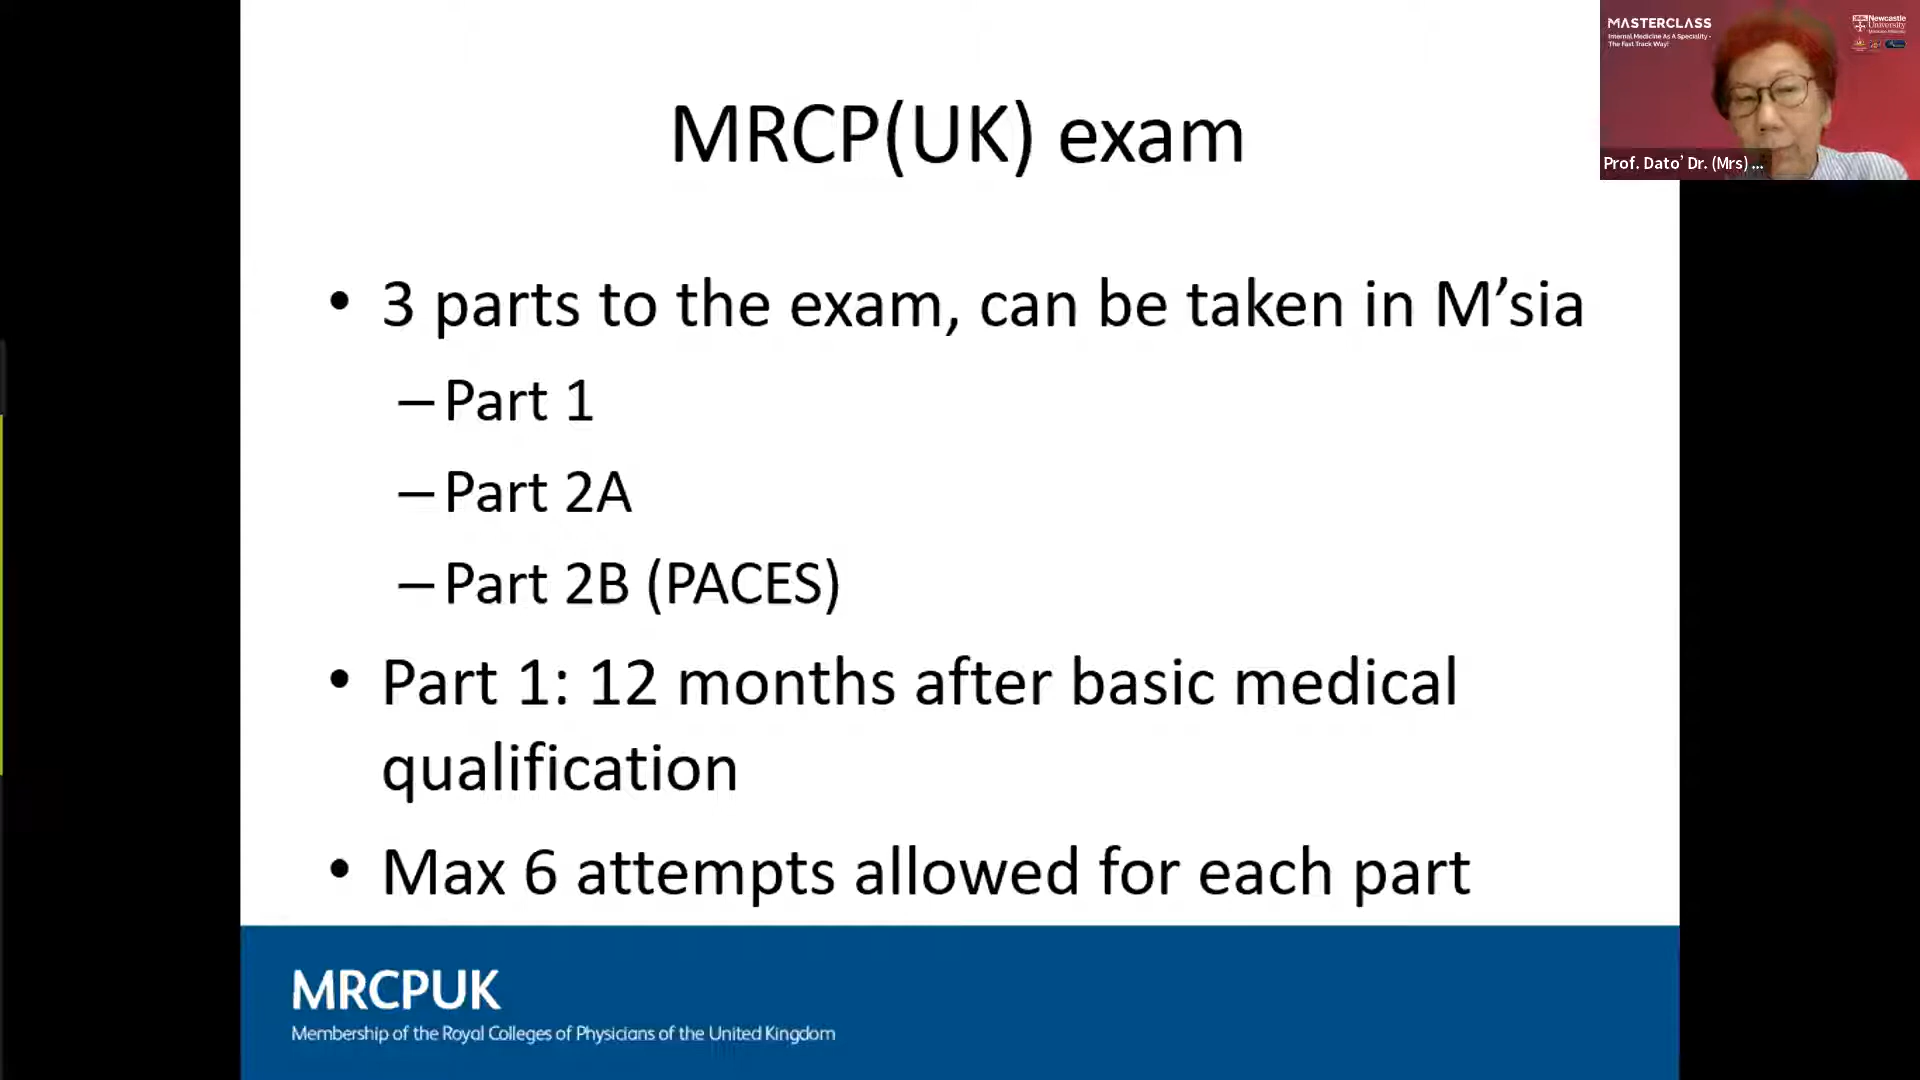 MRCP(UK) exam
• 3 parts to the exam, can be taken in M’sia
–Part 1
–Part 2A
–Part 2B (PACES)
• Part 1: 12 months after basic medical
qualification
• Max 6 attempts allowed for each part
MRCPUK
Membership of the Royal Colleges of Physicians of the United Kingdom
MASTERCLASS
Internal Medicine As A Speciality -
The Fast Track Way!
Newcastle
University
Prof. Dato’ Dr. (Mrs) ...